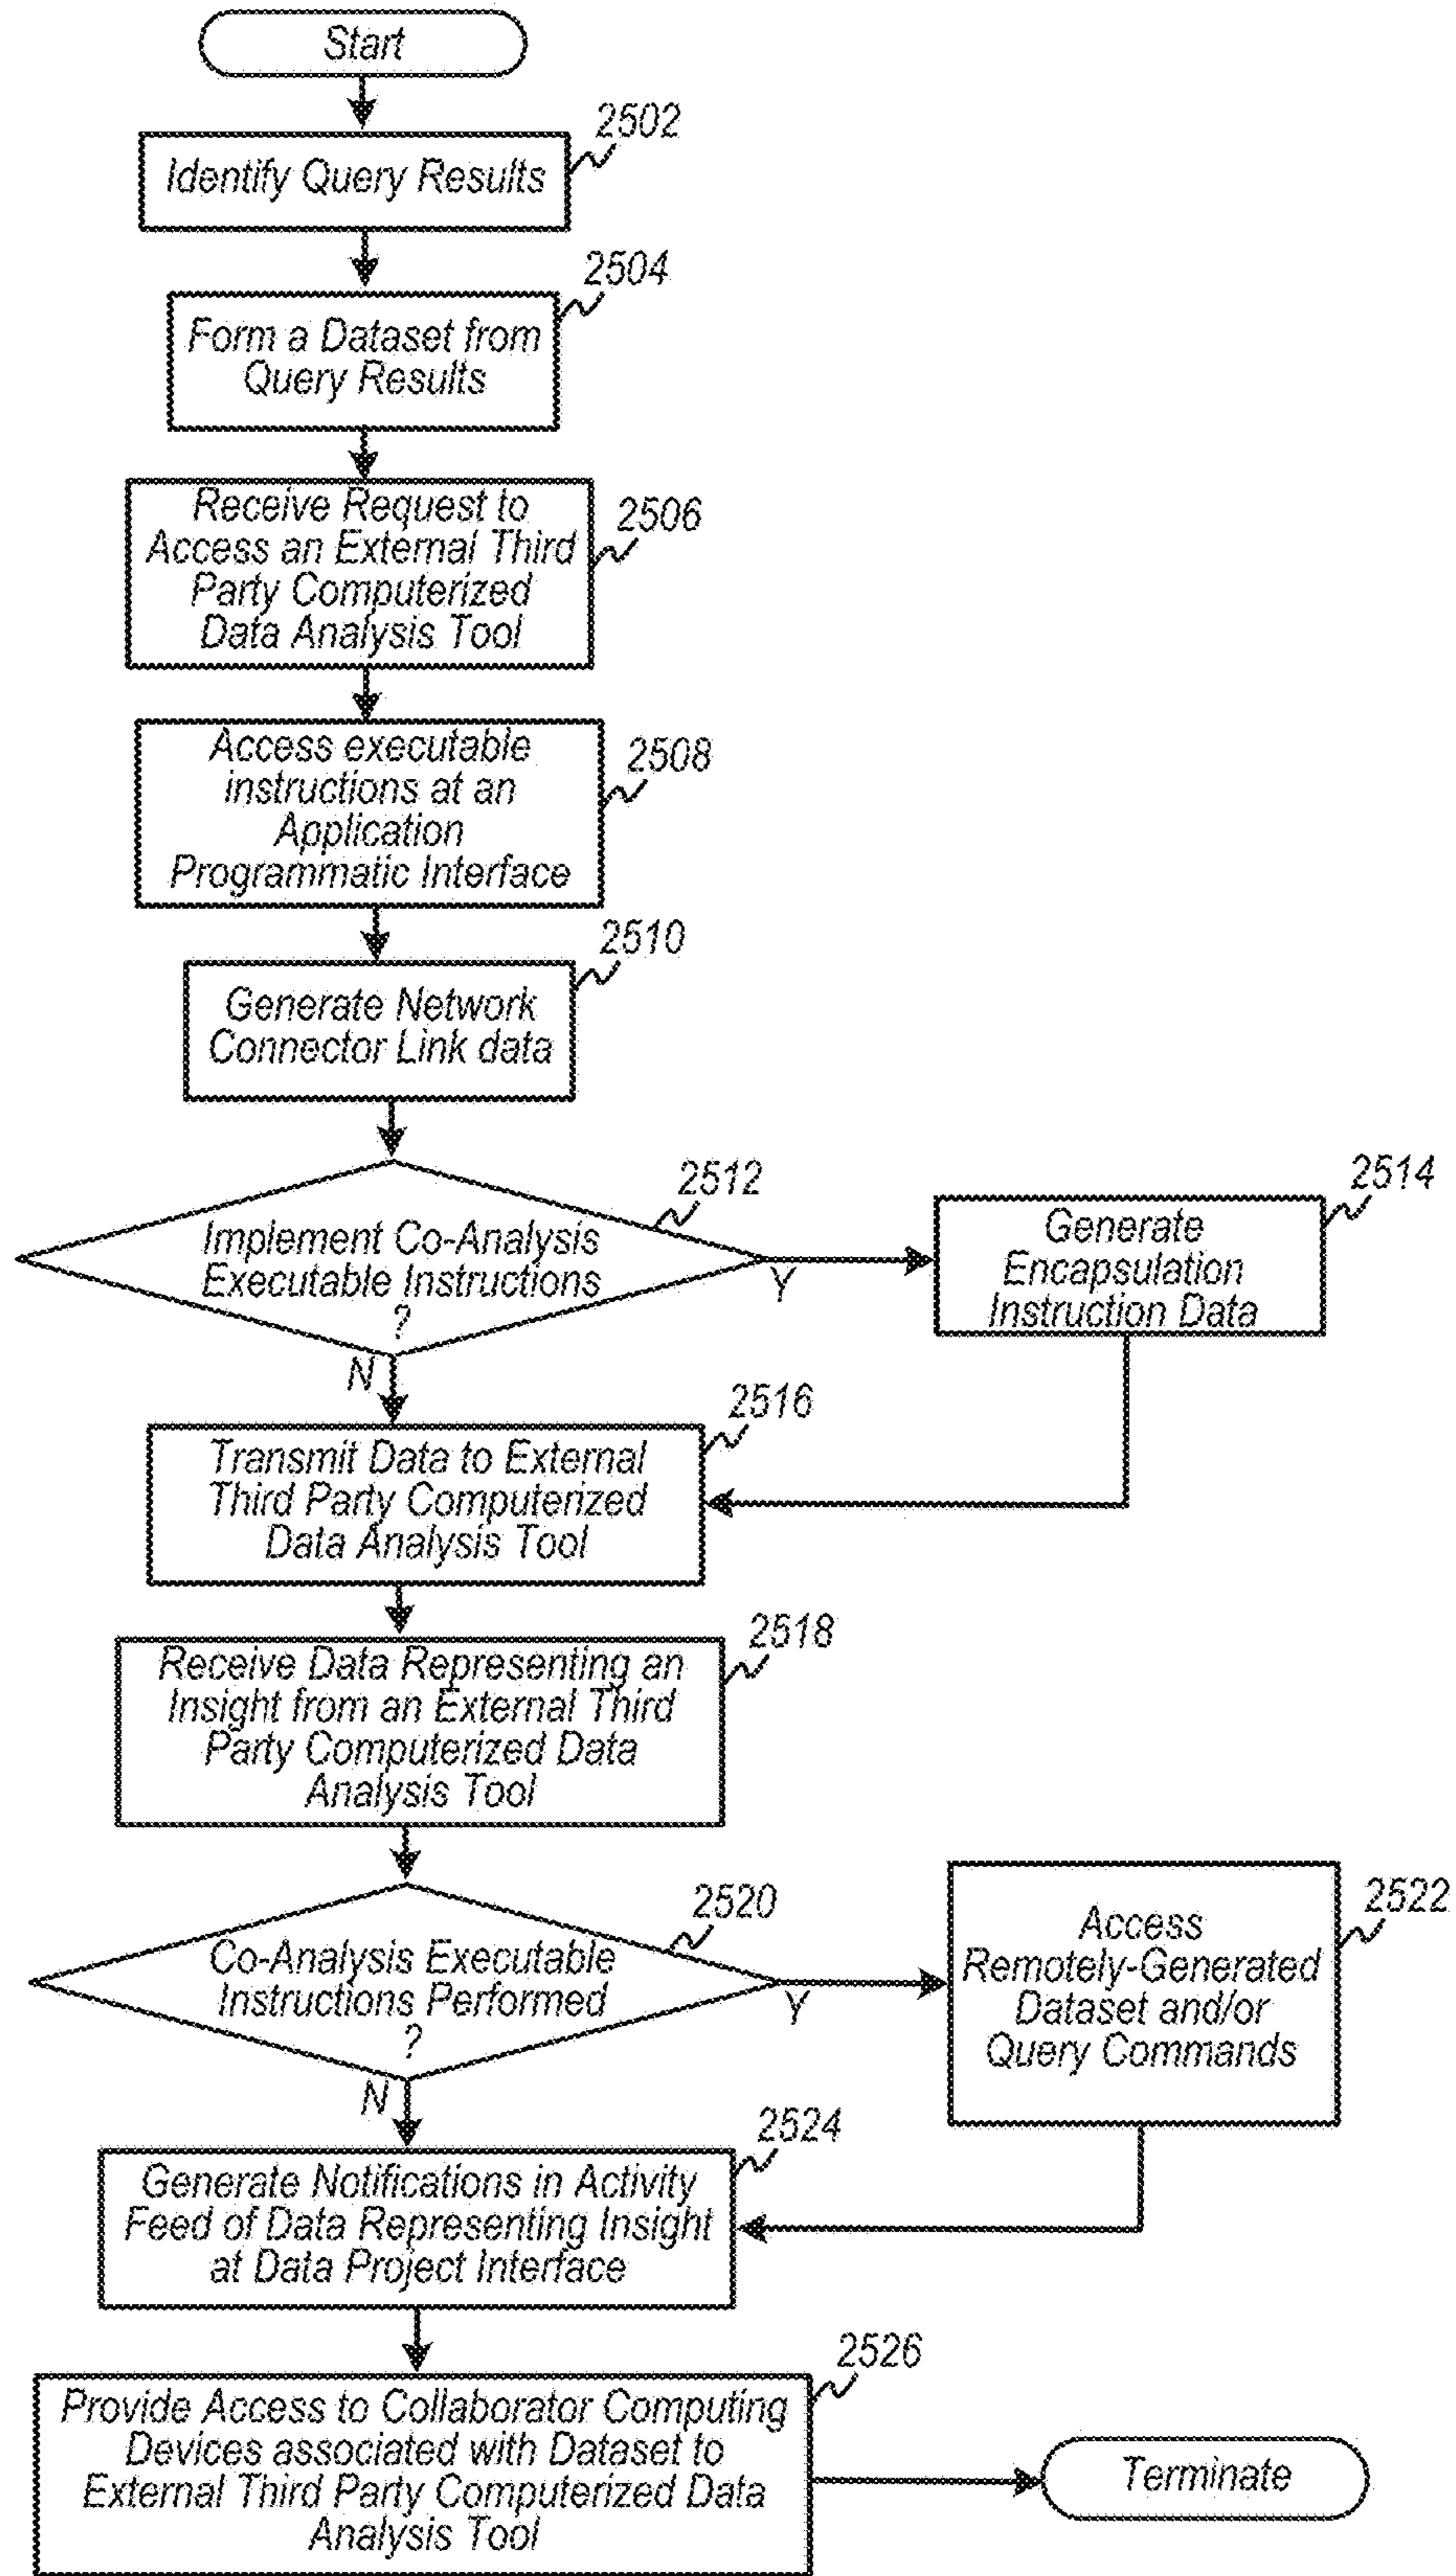 Start
2502
Identify Query Results
2504
Form a Dataset from
Query Results
2506
Receive Request to
Access an External Third
Party Computerized
Data Analysis Tool
2508
Access executable
instructions at an
Application
Programmatic Interface
2510
Generate Network
Connector Link data
2512
Implement Co-Analysis
Executable Instructions
?
Y
N
2514
Generate
Encapsulation
Instruction Data
2516
Transmit Data to External
Third Party Computerized
Data Analysis Tool
2518
Receive Data Representing an
Insight from an External Third
Party Computerized Data
Analysis Tool
2520
Co-Analysis Executable
Instructions Performed
?
Y
N
2522
Access
Remotely-Generated
Dataset and/or
Query Commands
2524
Generate Notifications in Activity
Feed of Data Representing Insight
at Data Project Interface
2526
Provide Access to Collaborator Computing
Devices associated with Dataset to
External Third Party Computerized Data
Analysis Tool
Terminate